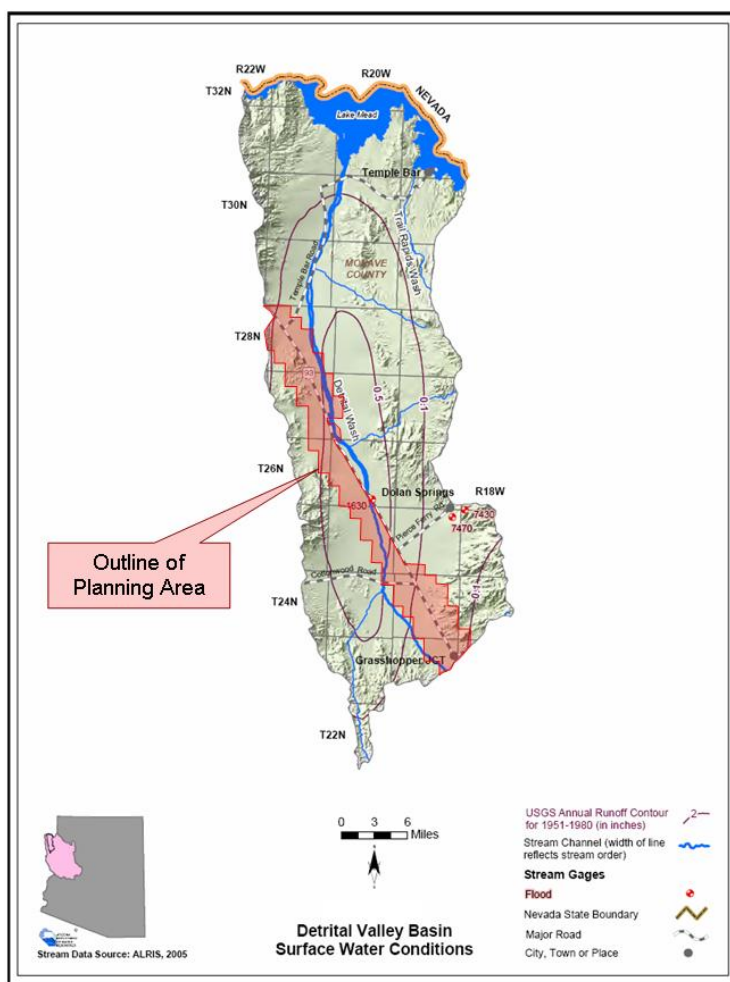 R22W
R20W
T32N
NEVADA
Lake Mead
Temple Bar
T30N
Trail Rapids Wash
Temple Bar Road
MOHAVE
COUNTY
T28N
93
0.5
0.1
Detrital Wash
T26N
Dolan Springs
R18W
1630
7430
7470
Pierce Ferry Rd
Outline of
Planning Area
Cottonwood Road
0.1
T24N
Grasshopper JCT
T22N
0 3 6
Miles
USGS Annual Runoff Contour
for 1951-1980 (in inches)
2
Stream Channel (width of line
reflects stream order)
Stream Gages
Flood
Nevada State Boundary
Major Road
City, Town or Place
Detrital Valley Basin
Surface Water Conditions
Stream Data Source: ALRIS, 2005